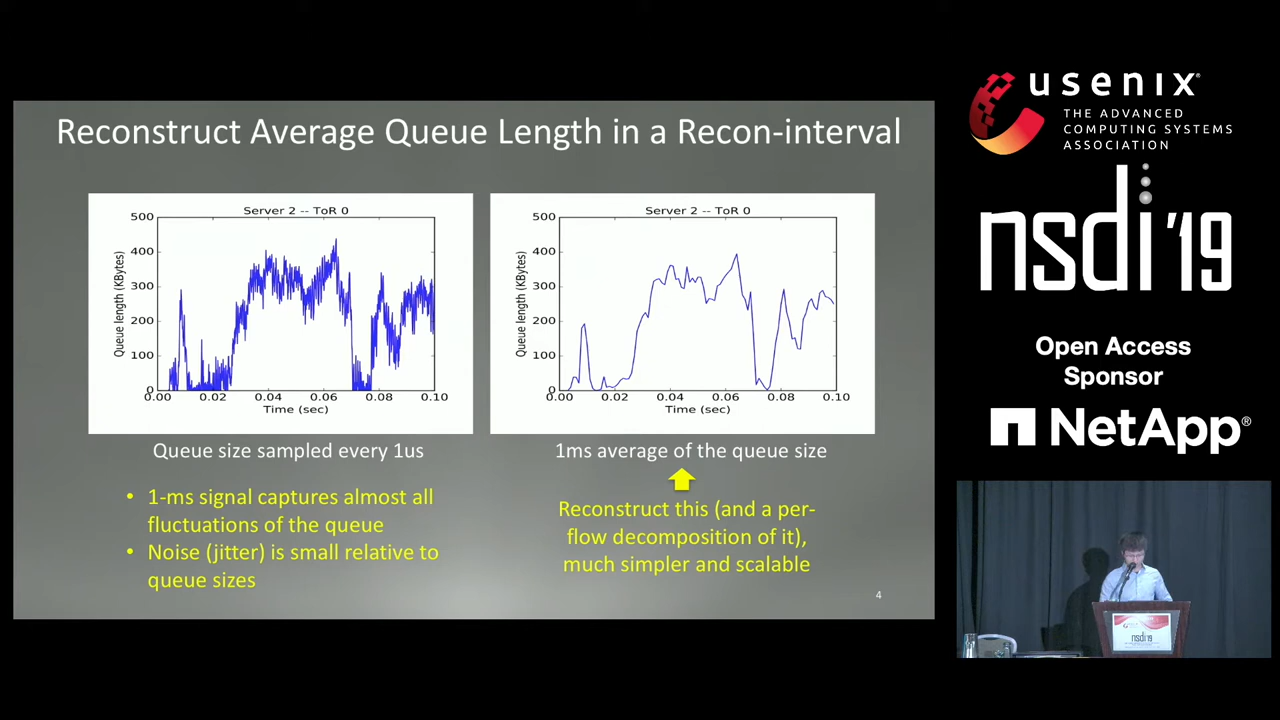 Reconstruct Average Queue Length in a Recon-interval
Server 2 -- ToR 0
500
400
300
200
100
0
0.00 0.02 0.04 0.06 0.08 0.10
Queue length (KBytes)
Time (sec)
Queue size sampled every 1us
• 1-ms signal captures almost all
fluctuations of the queue
• Noise (jitter) is small relative to
queue sizes
Server 2 -- ToR 0
500
400
300
200
100
0
0.00 0.02 0.04 0.06 0.08 0.10
Queue length (KBytes)
Time (sec)
1ms average of the queue size
Reconstruct this (and a per-
flow decomposition of it),
much simpler and scalable
4
usenix®
THE ADVANCED
COMPUTING SYSTEMS
ASSOCIATION
nsdi '19
Open Access
Sponsor
NetApp®
nsdi'19